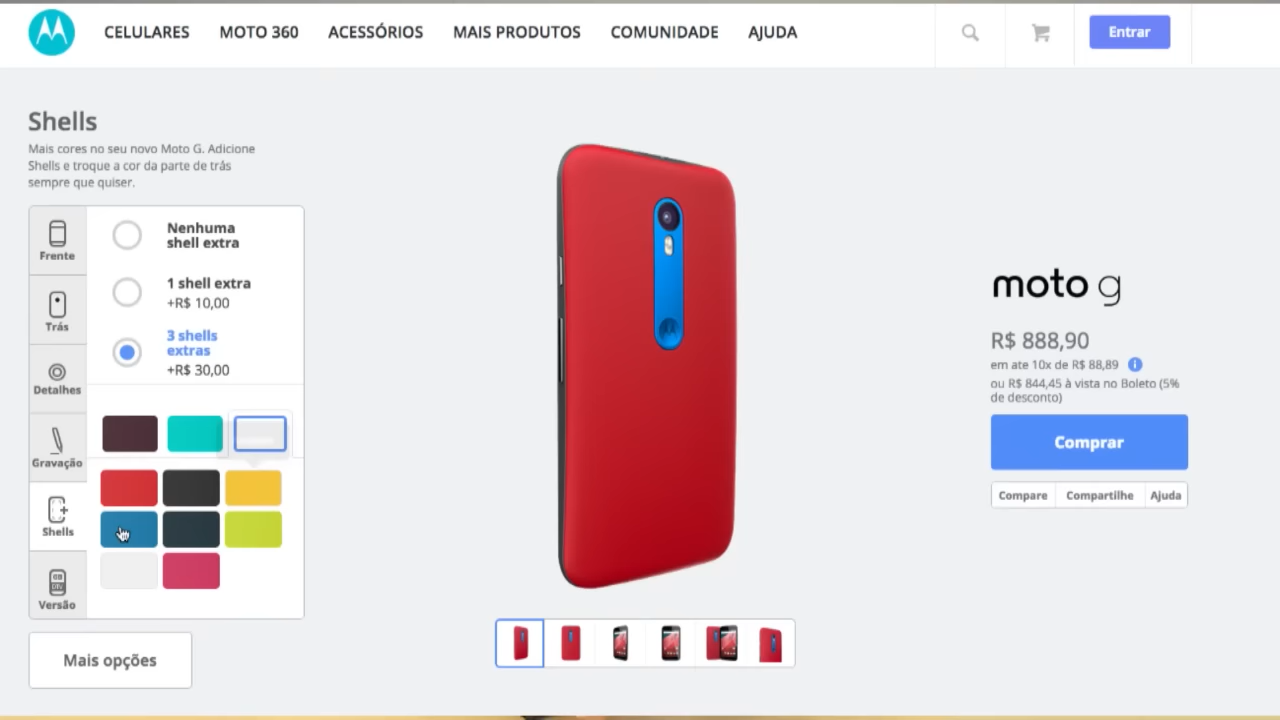 CELULARES MOTO 360 ACESSÓRIOS MAIS PRODUTOS COMUNIDADE AJUDA Entrar
Shells
Mais cores no seu novo Moto G. Adicione
Shells e troque a cor da parte de trás
sempre que quiser.
Frente
Trás
Detalhes
Gravação
Shells
DTV
Versão
Nenhuma
shell extra
1 shell extra
+R$ 10,00
3 shells
extras
+R$ 30,00
Mais opções
moto g
R$ 888,90
em ate 10x de R$ 88,89 i
ou R$ 844,45 à vista no Boleto (5%
de desconto)
Comprar
Compare Compartilhe Ajuda